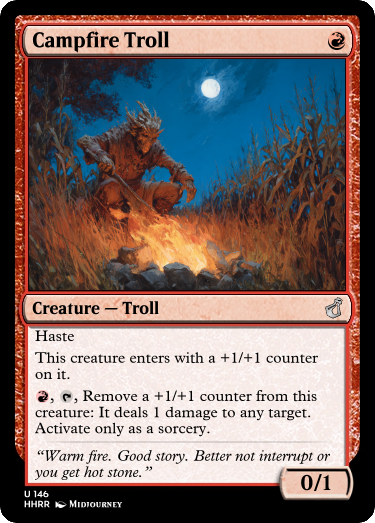 Campfire Troll
Creature — Troll
Haste
This creature enters with a +1/+1 counter
on it.
, , Remove a +1/+1 counter from this
creature: It deals 1 damage to any target.
Activate only as a sorcery.
“Warm fire. Good story. Better not interrupt or
you get hot stone.”
0/1
U 146
HHRR Midjourney